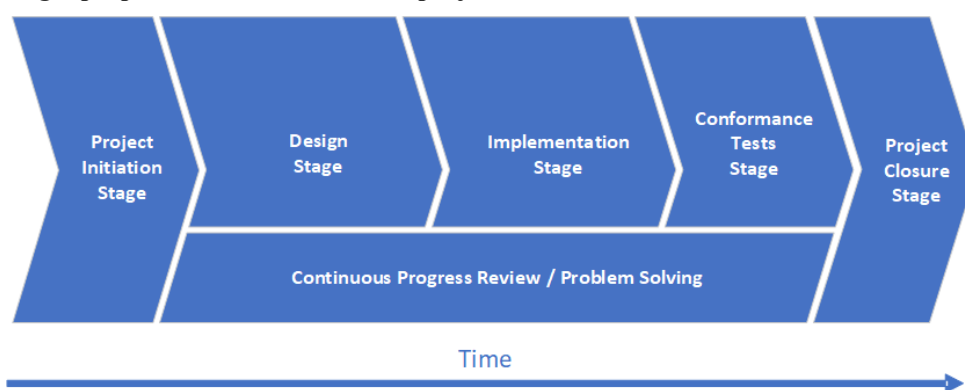 Project
Initiation
Stage
Design
Stage
Implementation
Stage
Conformance
Tests
Stage
Project
Closure
Stage
Continuous Progress Review / Problem Solving
Time